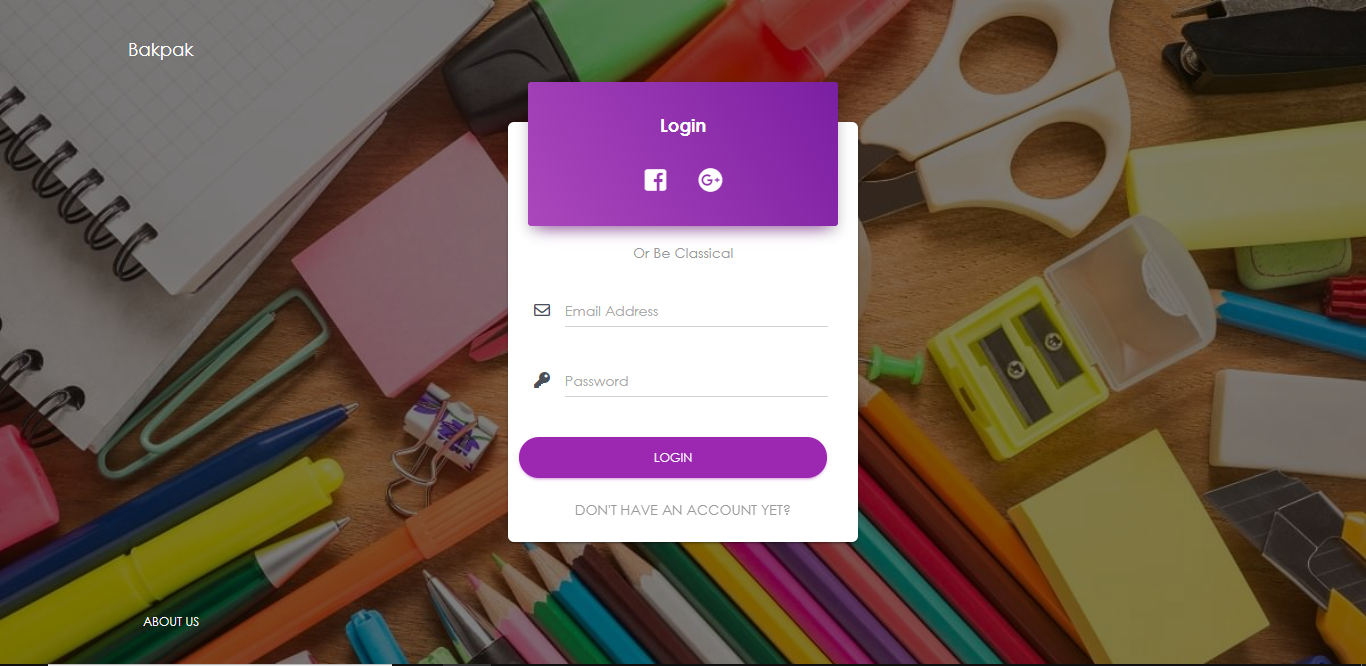 Bakpak
Login
Or Be Classical
Email Address
Password
LOGIN
DON'T HAVE AN ACCOUNT YET?
ABOUT US